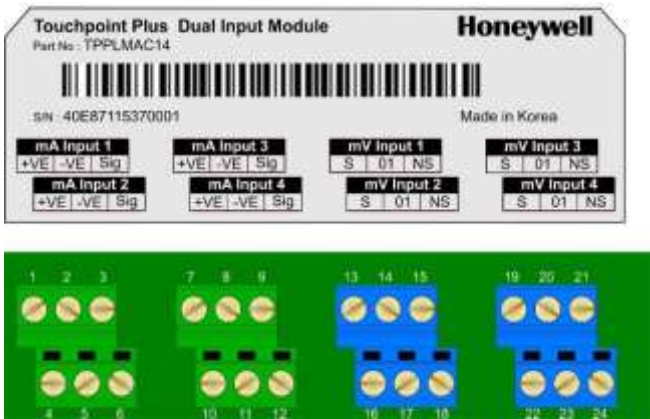 Touchpoint Plus Dual Input Module
Honeywell
Part No : TPPLMAC14
S/N : 40E87115370001
Made in Korea
mA Input 1
mA Input 3
mV Input 1
mV Input 3
+VE -VE Sig
+VE -VE Sig
S 01 NS
S 01 NS
mA Input 2
mA Input 4
mV Input 2
mV Input 4
+VE -VE Sig
+VE -VE Sig
S 01 NS
S 01 NS
1 2 3 7 8 9 13 14 15 19 20 21
4 5 6 10 11 12 16 17 18 22 23 24